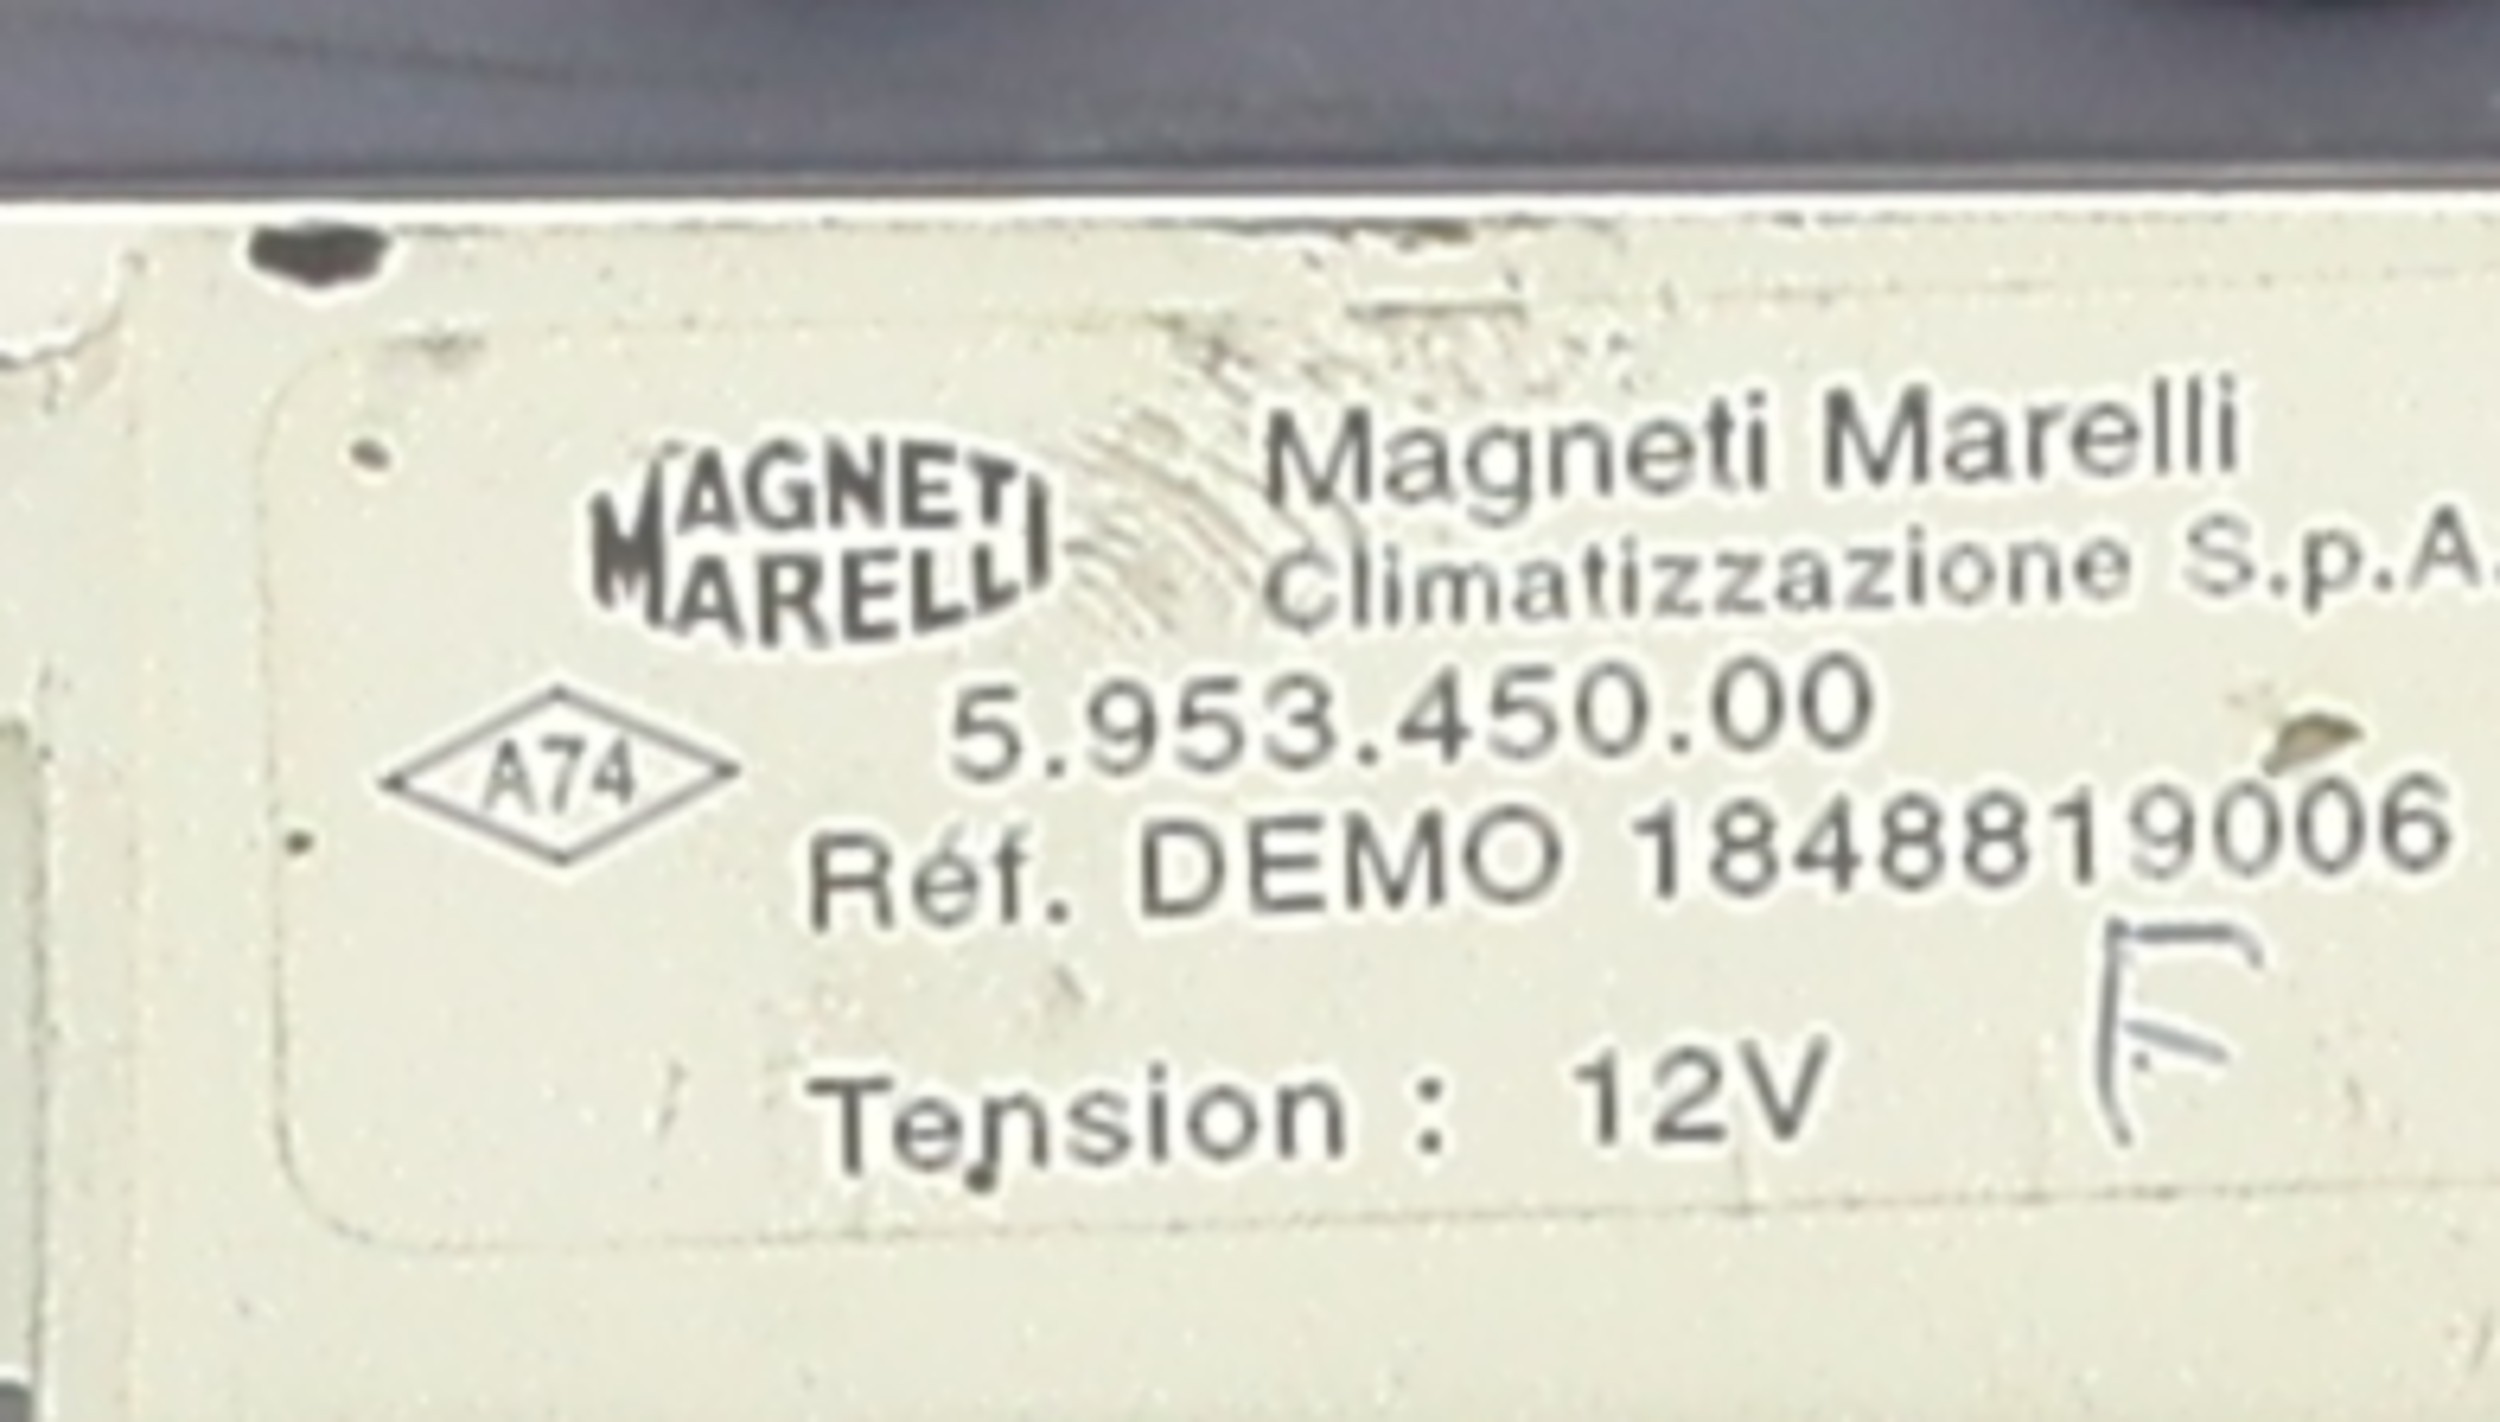 MAGNETI MARELLI
Magneti Marelli
Climatizzazione S.p.A.
A74
5.953.450.00
Réf. DEMO 1848819006
F
Tension : 12V